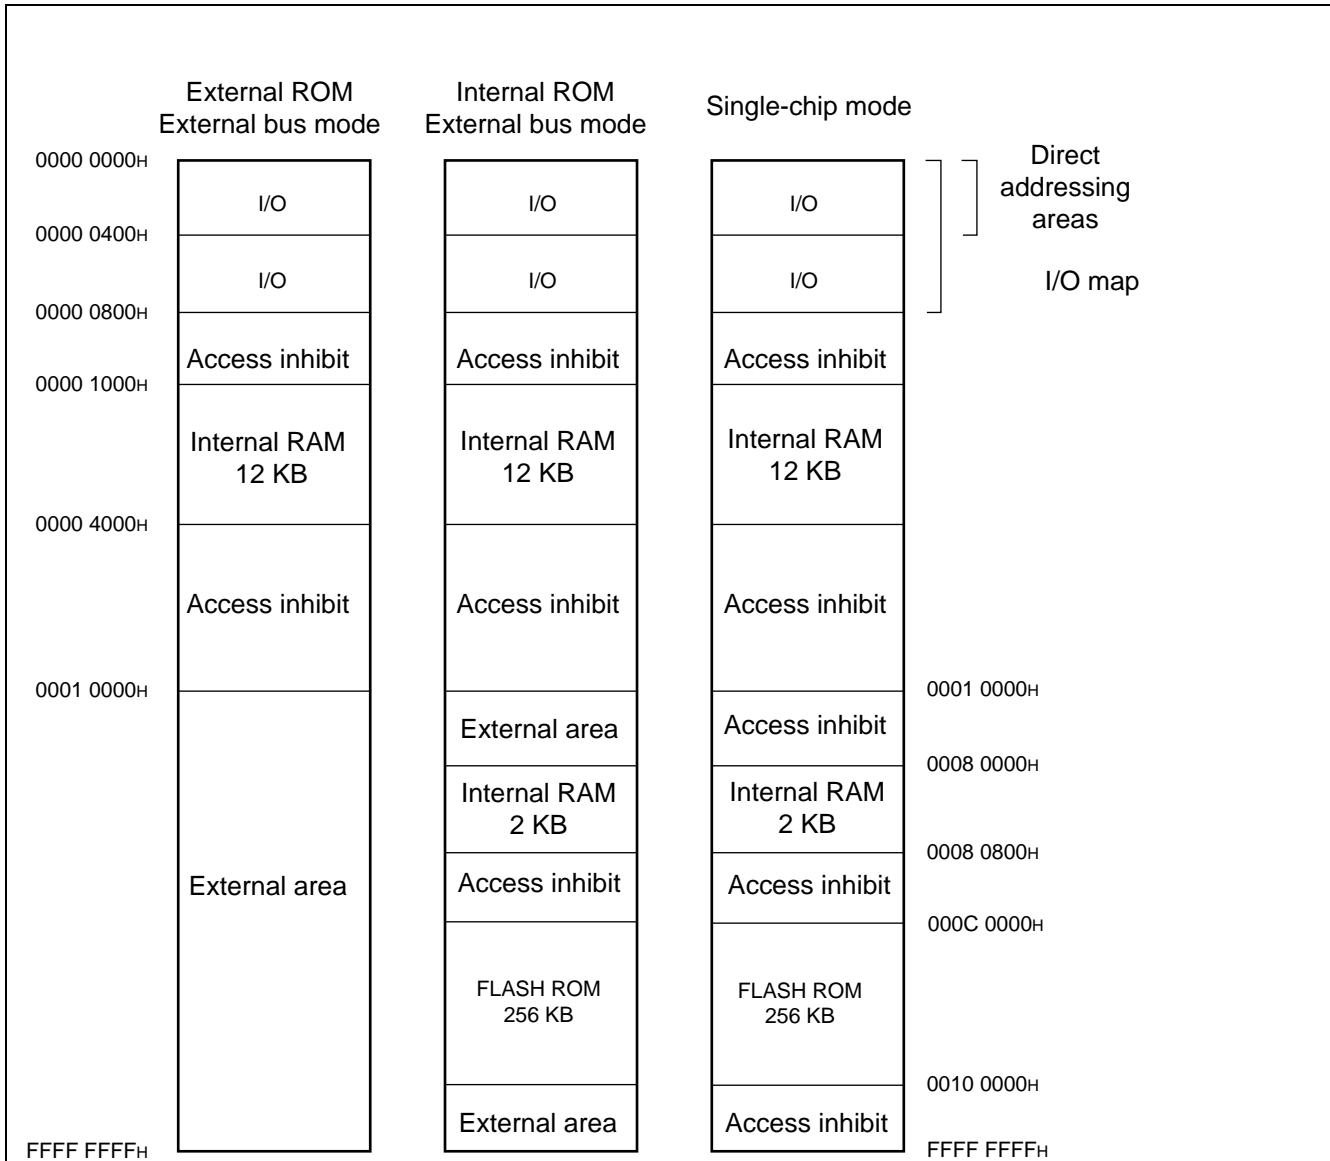 External ROM
External bus mode
Internal ROM
External bus mode
Single-chip mode
Direct
addressing
areas
I/O map
0000 0000H
0000 0400H
0000 0800H
0000 1000H
0000 4000H
0001 0000H
FFFF FFFFH
I/O
I/O
Access inhibit
Internal RAM
12 KB
Access inhibit
External area
I/O
I/O
Access inhibit
Internal RAM
12 KB
Access inhibit
External area
Internal RAM
2 KB
Access inhibit
FLASH ROM
256 KB
External area
I/O
I/O
Access inhibit
Internal RAM
12 KB
Access inhibit
Access inhibit
Internal RAM
2 KB
Access inhibit
FLASH ROM
256 KB
Access inhibit
0001 0000H
0008 0000H
0008 0800H
000C 0000H
0010 0000H
FFFF FFFFH